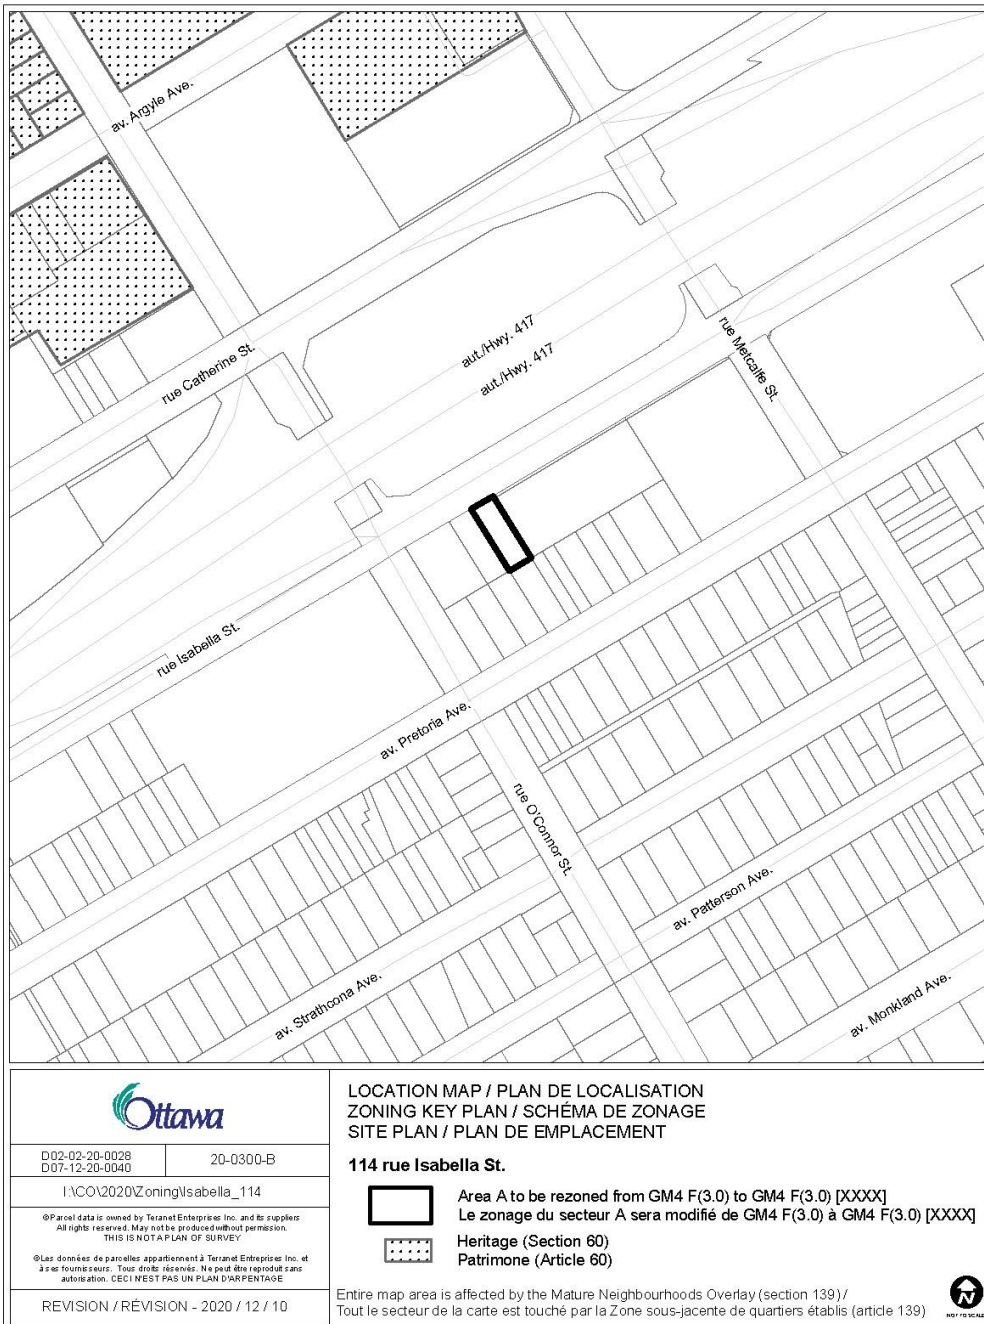 av. Argyle Ave.
rue Catherine St.
aut./Hwy. 417
aut./Hwy. 417
rue Metcalfe St.
rue Isabella St.
av. Pretoria Ave.
rue O'Connor St.
av. Patterson Ave.
av. Strathcona Ave.
av. Monkland Ave.
Ottawa
D02-02-20-0028
D07-12-20-0040
20-0300-B
I:\CO\2020\Zoning\Isabella_114
©Parcel data is owned by Teranet Enterprises Inc. and its suppliers
All rights reserved. May not be produced without permission.
THIS IS NOT A PLAN OF SURVEY
©Les données de parcelles appartiennent à Teranet Entreprises Inc. et
à ses fournisseurs. Tous droits réservés. Ne peut être reproduit sans
autorisation. CECI N'EST PAS UN PLAN D'ARPENTAGE
REVISION / RÉVISION - 2020 / 12 / 10
LOCATION MAP / PLAN DE LOCALISATION
ZONING KEY PLAN / SCHÉMA DE ZONAGE
SITE PLAN / PLAN DE EMPLACEMENT
114 rue Isabella St.
Area A to be rezoned from GM4 F(3.0) to GM4 F(3.0) [XXXX]
Le zonage du secteur A sera modifié de GM4 F(3.0) à GM4 F(3.0) [XXXX]
Heritage (Section 60)
Patrimone (Article 60)
Entire map area is affected by the Mature Neighbourhoods Overlay (section 139) /
Tout le secteur de la carte est touché par la Zone sous-jacente de quartiers établis (article 139)
N
NOT TO SCALE